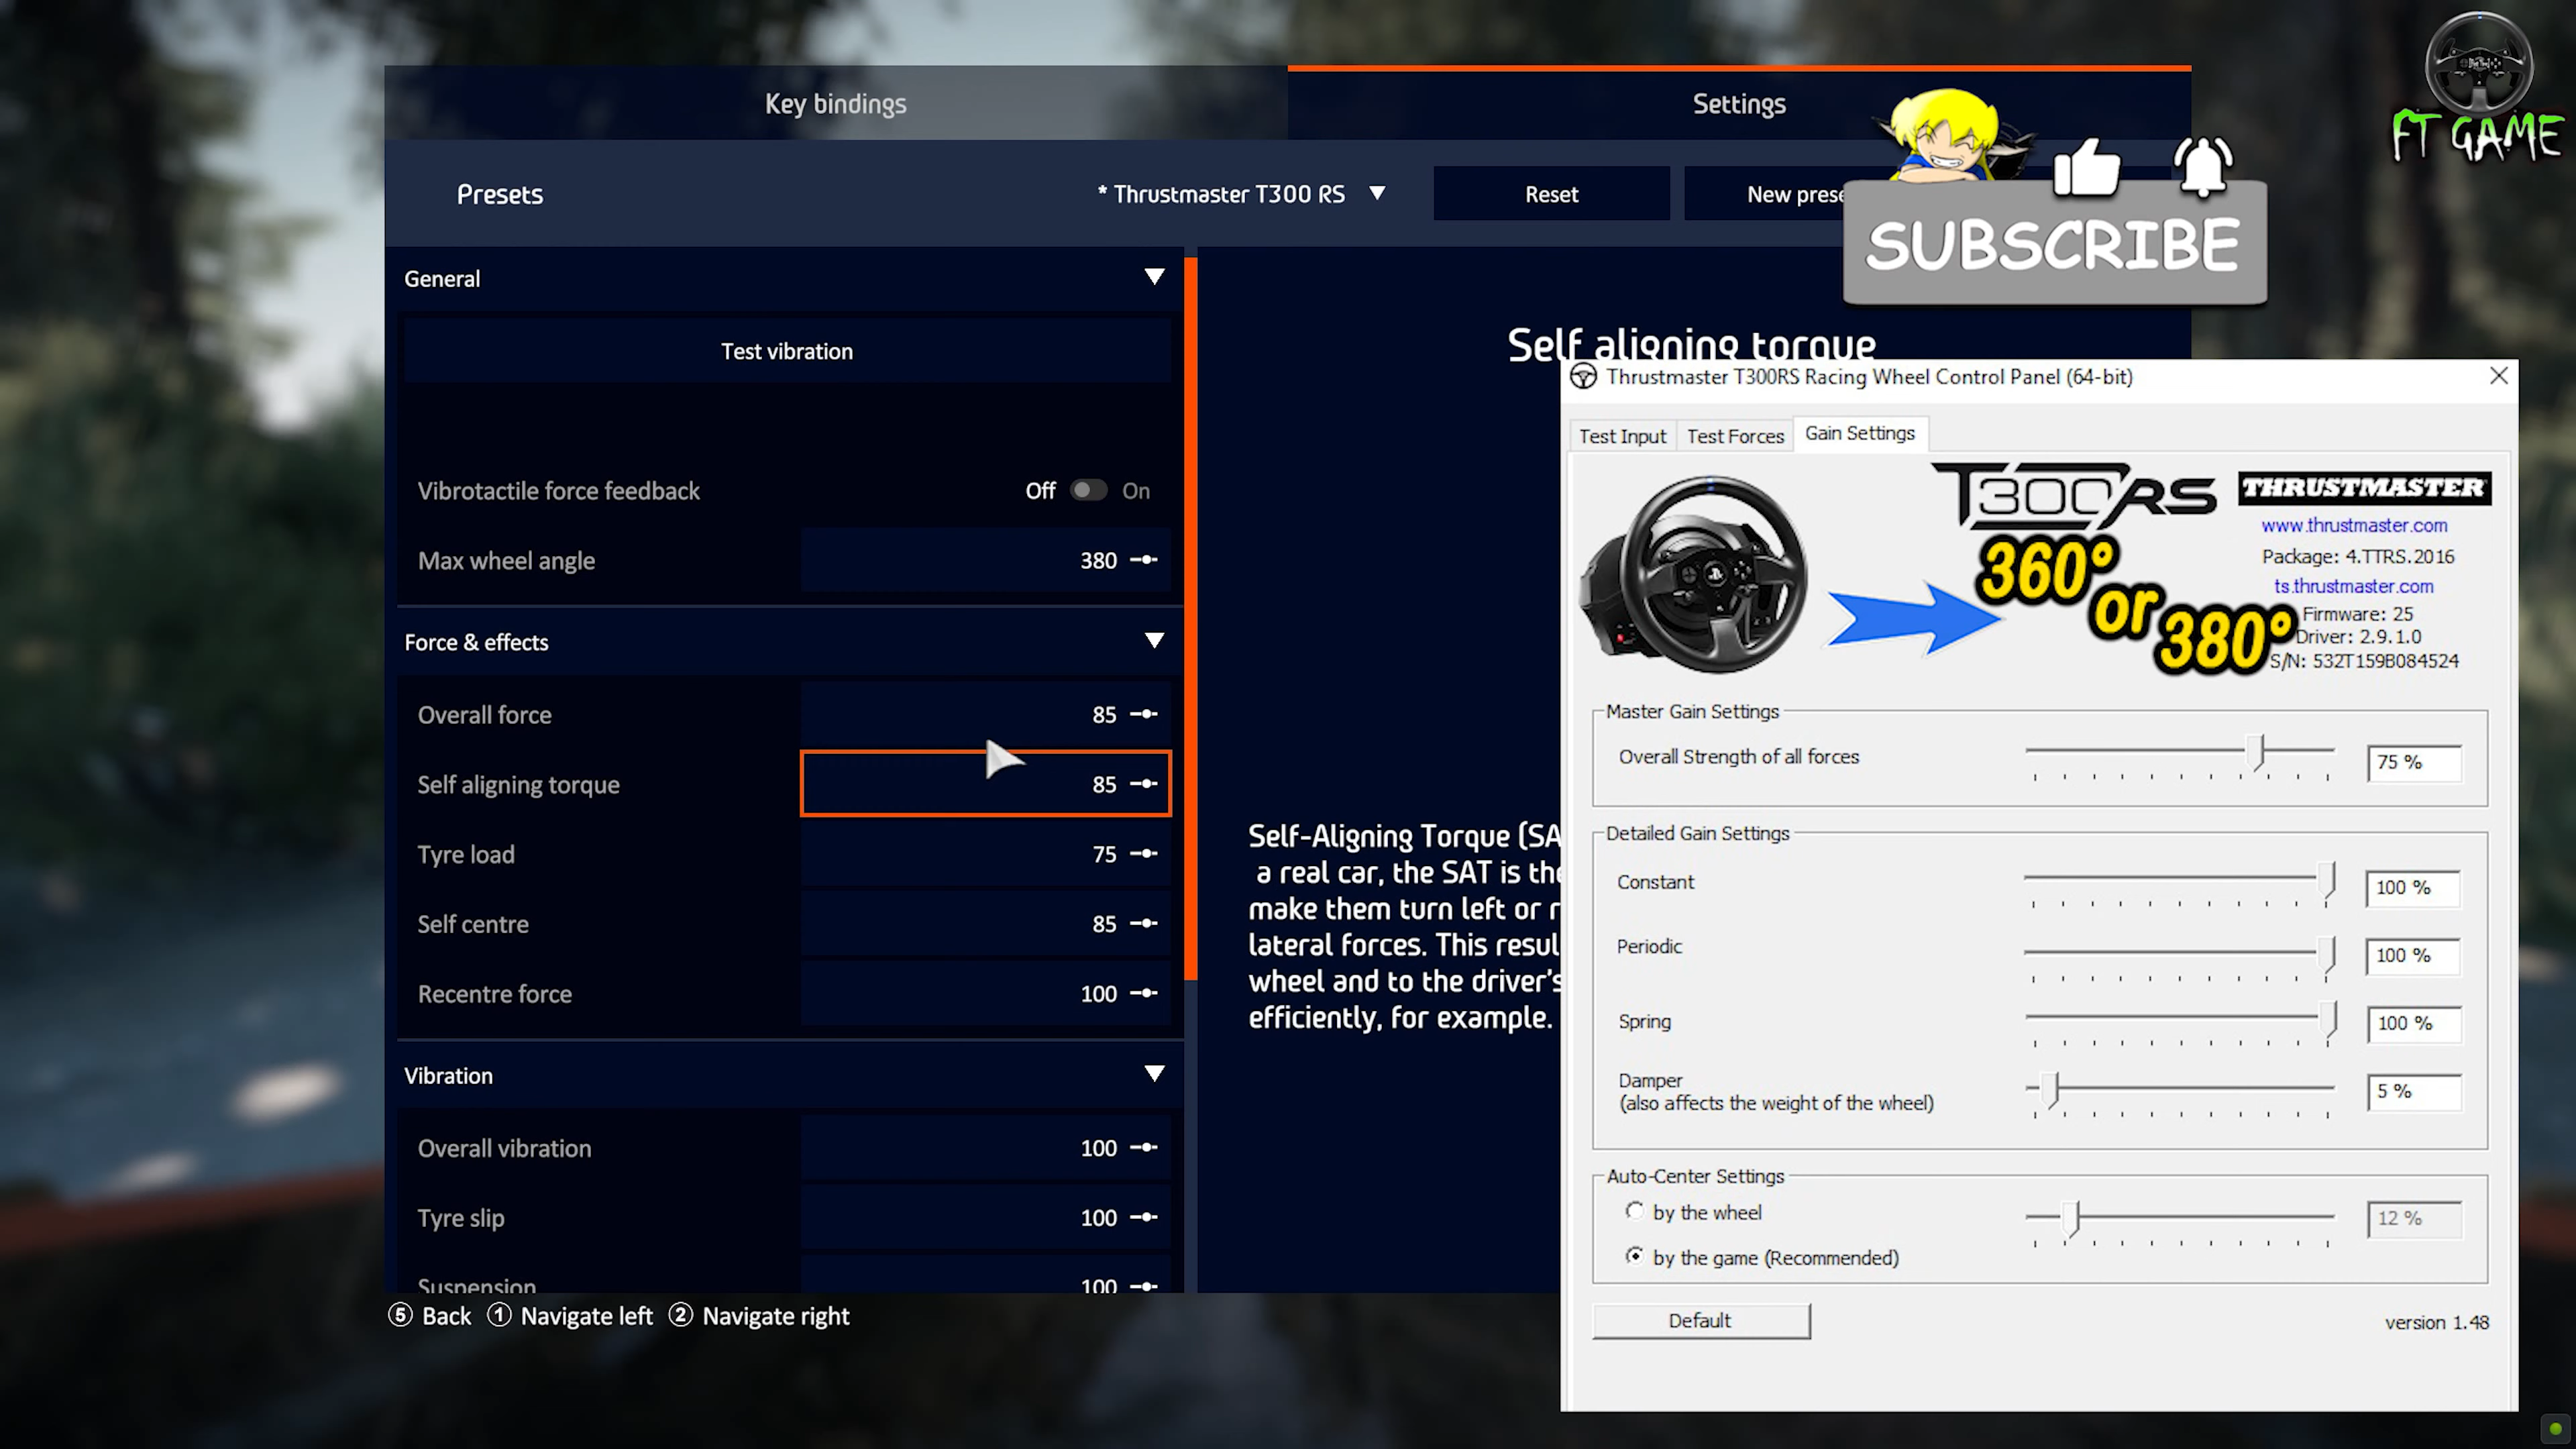 Key bindings
Settings
FT GAME
Presets
* Thrustmaster T300 RS
Reset
New prese
SUBSCRIBE
General
Test vibration
Vibrotactile force feedback
Off
On
Max wheel angle
380
Force & effects
Overall force
85
Self aligning torque
85
Tyre load
75
Self centre
85
Recentre force
100
Vibration
Overall vibration
100
Tyre slip
100
Suspension
100
5 Back 1 Navigate left 2 Navigate right
Self aligning torque
Self-Aligning Torque (SA
a real car, the SAT is the
make them turn left or r
lateral forces. This resul
wheel and to the driver's
efficiently, for example.
Thrustmaster T300RS Racing Wheel Control Panel (64-bit)
Test Input
Test Forces
Gain Settings
T300RS
THRUSTMASTER
www.thrustmaster.com
Package: 4.TTRS.2016
ts.thrustmaster.com
Firmware: 25
Driver: 2.9.1.0
S/N: 532T159B084524
360° or 380°
Master Gain Settings
Overall Strength of all forces
75 %
Detailed Gain Settings
Constant
100 %
Periodic
100 %
Spring
100 %
Damper
(also affects the weight of the wheel)
5 %
Auto-Center Settings
by the wheel
12 %
by the game (Recommended)
Default
version 1.48